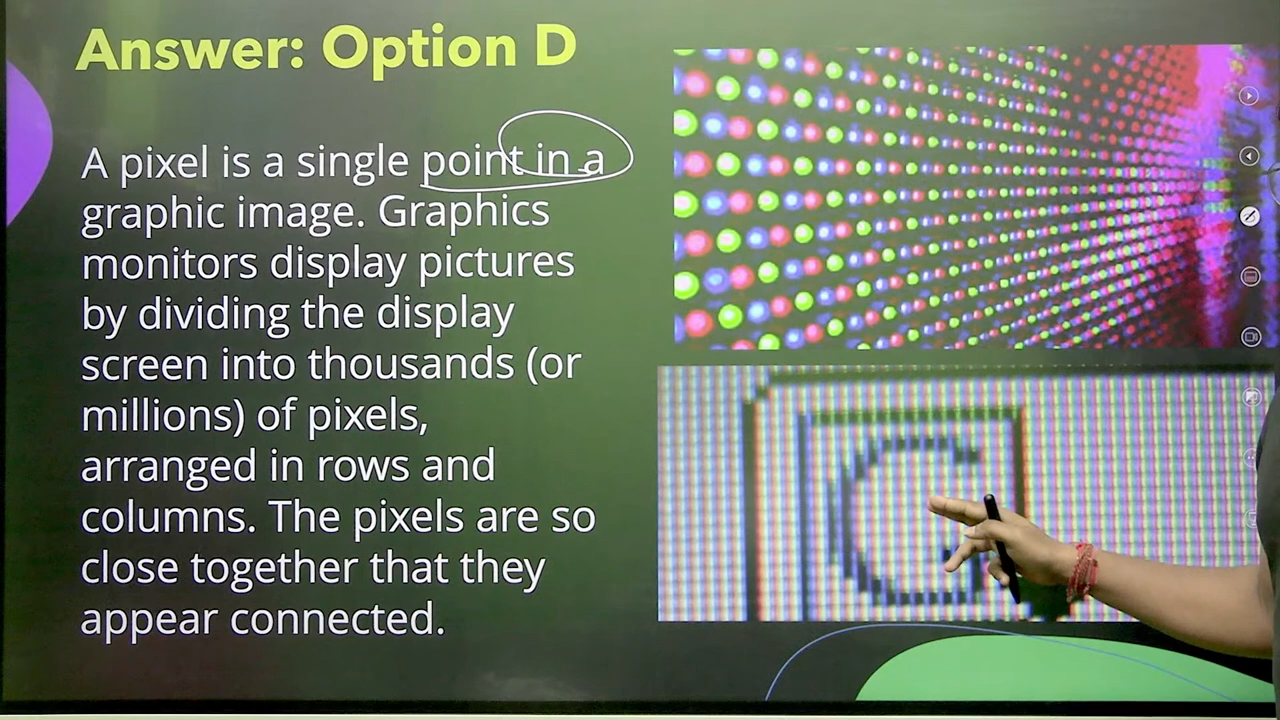 Answer: Option D
A pixel is a single point in a
graphic image. Graphics
monitors display pictures
by dividing the display
screen into thousands (or
millions) of pixels,
arranged in rows and
columns. The pixels are so
close together that they
appear connected.